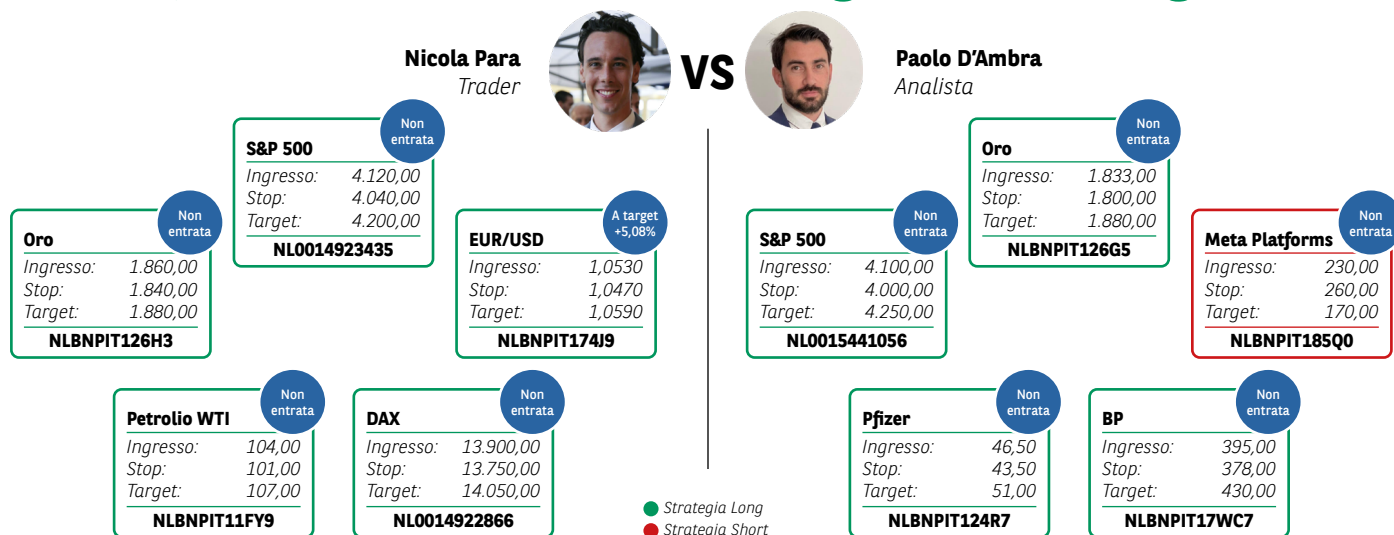 Nicola Para
Trader
VS
Paolo D'Ambra
Analista
Non
entrata
S&P 500
Ingresso: 4.120,00
Stop: 4.040,00
Target: 4.200,00
NL0014923435
Non
entrata
Oro
Ingresso: 1.860,00
Stop: 1.840,00
Target: 1.880,00
NLBNPIT126H3
A target
+5,08%
EUR/USD
Ingresso: 1,0530
Stop: 1,0470
Target: 1,0590
NLBNPIT174J9
Non
entrata
Petrolio WTI
Ingresso: 104,00
Stop: 101,00
Target: 107,00
NLBNPIT11FY9
Non
entrata
DAX
Ingresso: 13.900,00
Stop: 13.750,00
Target: 14.050,00
NL0014922866
Non
entrata
Oro
Ingresso: 1.833,00
Stop: 1.800,00
Target: 1.880,00
NLBNPIT126G5
Non
entrata
S&P 500
Ingresso: 4.100,00
Stop: 4.000,00
Target: 4.250,00
NL0015441056
Non
entrata
Meta Platforms
Ingresso: 230,00
Stop: 260,00
Target: 170,00
NLBNPIT185Q0
Non
entrata
Pfizer
Ingresso: 46,50
Stop: 43,50
Target: 51,00
NLBNPIT124R7
Non
entrata
BP
Ingresso: 395,00
Stop: 378,00
Target: 430,00
NLBNPIT17WC7
Strategia Long
Strategia Short